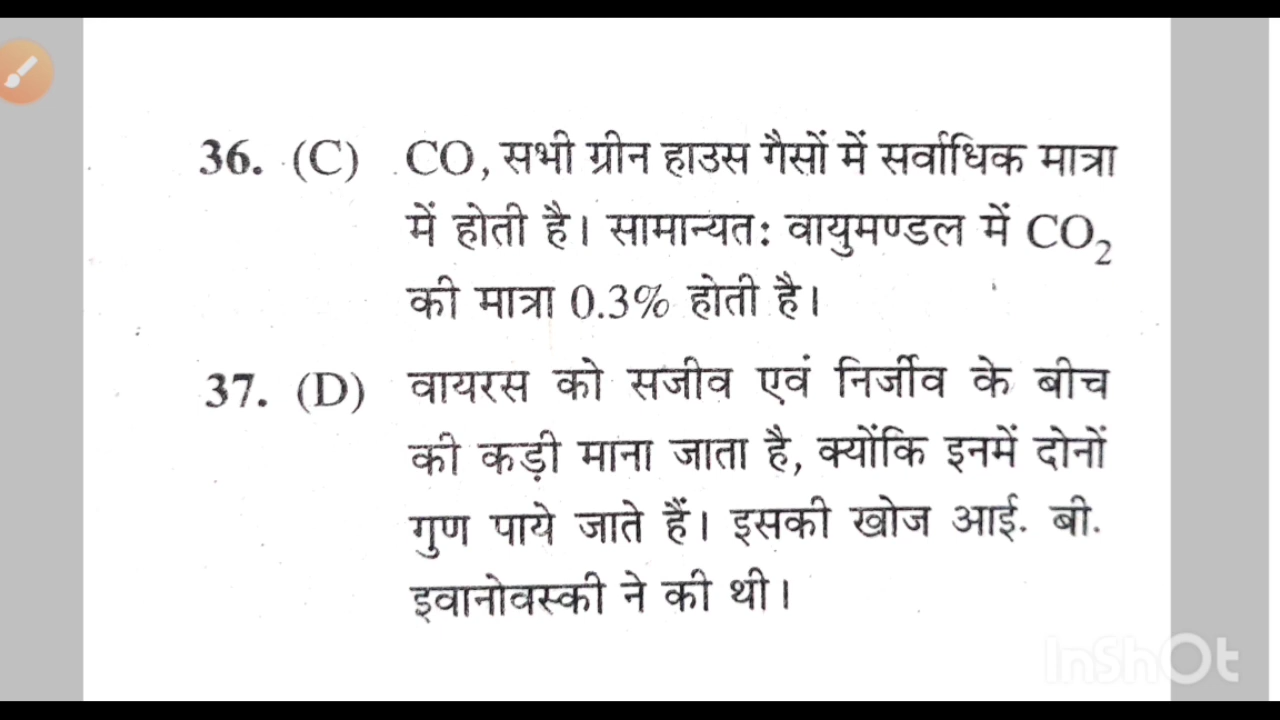 36. (C) CO, सभी ग्रीन हाउस गैसों में सर्वाधिक मात्रा
में होती है। सामान्यतः वायुमण्डल में CO₂
की मात्रा 0.3% होती है।
37. (D) वायरस को सजीव एवं निर्जीव के बीच
की कड़ी माना जाता है, क्योंकि इनमें दोनों
गुण पाये जाते हैं। इसकी खोज आई. बी.
इवानोवस्की ने की थी।
InShOt